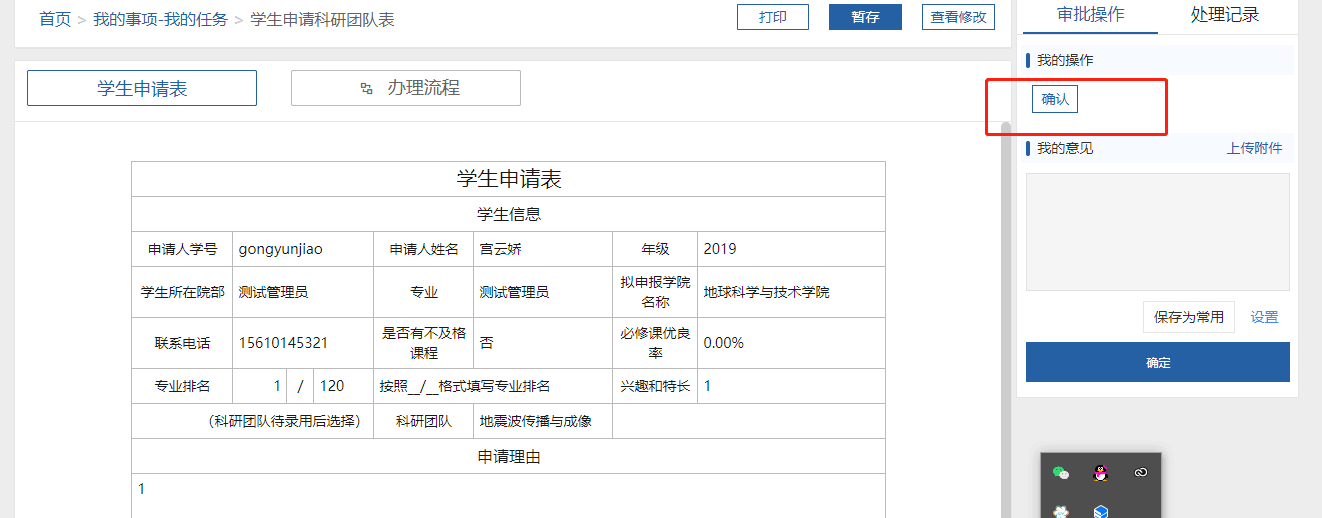 首页 > 我的事项-我的任务 > 学生申请科研团队表
打印
暂存
查看修改
审批操作
处理记录
学生申请表
办理流程
我的操作
确认
我的意见
上传附件
保存为常用
设置
确定
学生申请表
学生信息
申请人学号 gongyunjiao 申请人姓名 宫云娇 年级 2019
学生所在院部 测试管理员 专业 测试管理员 拟申报学院
名称 地球科学与技术学院
联系电话 15610145321 是否有不及格
课程 否 必修课优良
率 0.00%
专业排名 1 / 120 按照__/__格式填写专业排名 兴趣和特长 1
（科研团队待录用后选择） 科研团队 地震波传播与成像
申请理由
1